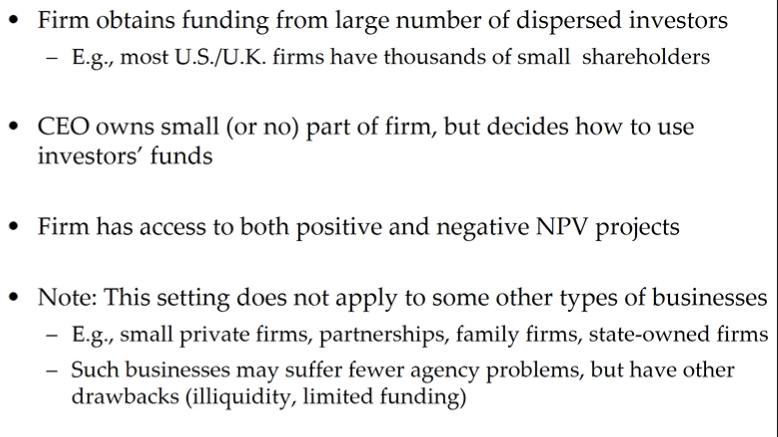 • Firm obtains funding from large number of dispersed investors
– E.g., most U.S./U.K. firms have thousands of small shareholders
• CEO owns small (or no) part of firm, but decides how to use
investors’ funds
• Firm has access to both positive and negative NPV projects
• Note: This setting does not apply to some other types of businesses
– E.g., small private firms, partnerships, family firms, state-owned firms
– Such businesses may suffer fewer agency problems, but have other
drawbacks (illiquidity, limited funding)